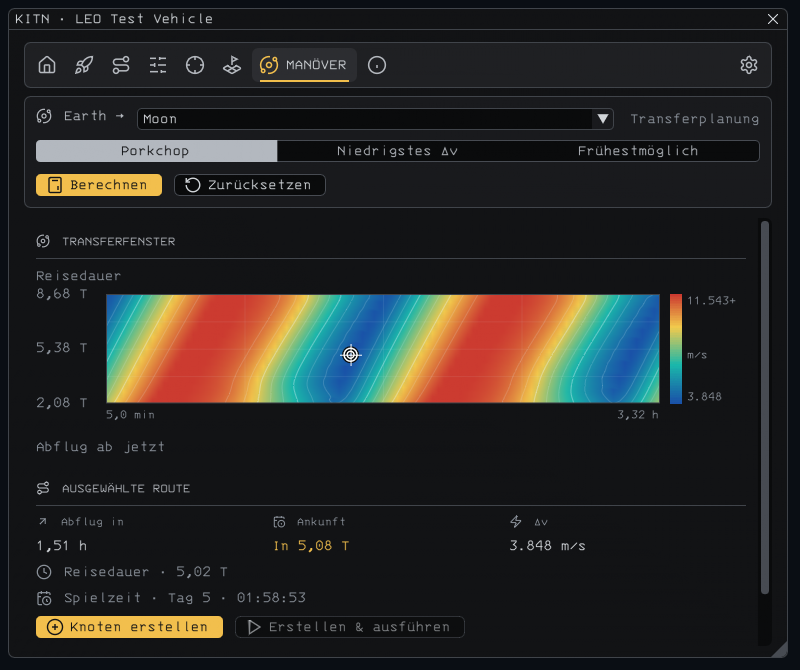 KITN · LEO Test Vehicle
MANÖVER
Earth → Moon Transferplanung
Porkchop Niedrigstes Δv Frühestmöglich
Berechnen Zurücksetzen
TRANSFERFENSTER
Reisedauer
8,68 T
5,38 T
2,08 T
11.543+
m/s
3.848
5,0 min 3,32 h
Abflug ab jetzt
AUSGEWÄHLTE ROUTE
Abflug in Ankunft Δv
1,51 h In 5,08 T 3.848 m/s
Reisedauer · 5,02 T
Spielzeit · Tag 5 · 01:58:53
Knoten erstellen Erstellen & ausführen